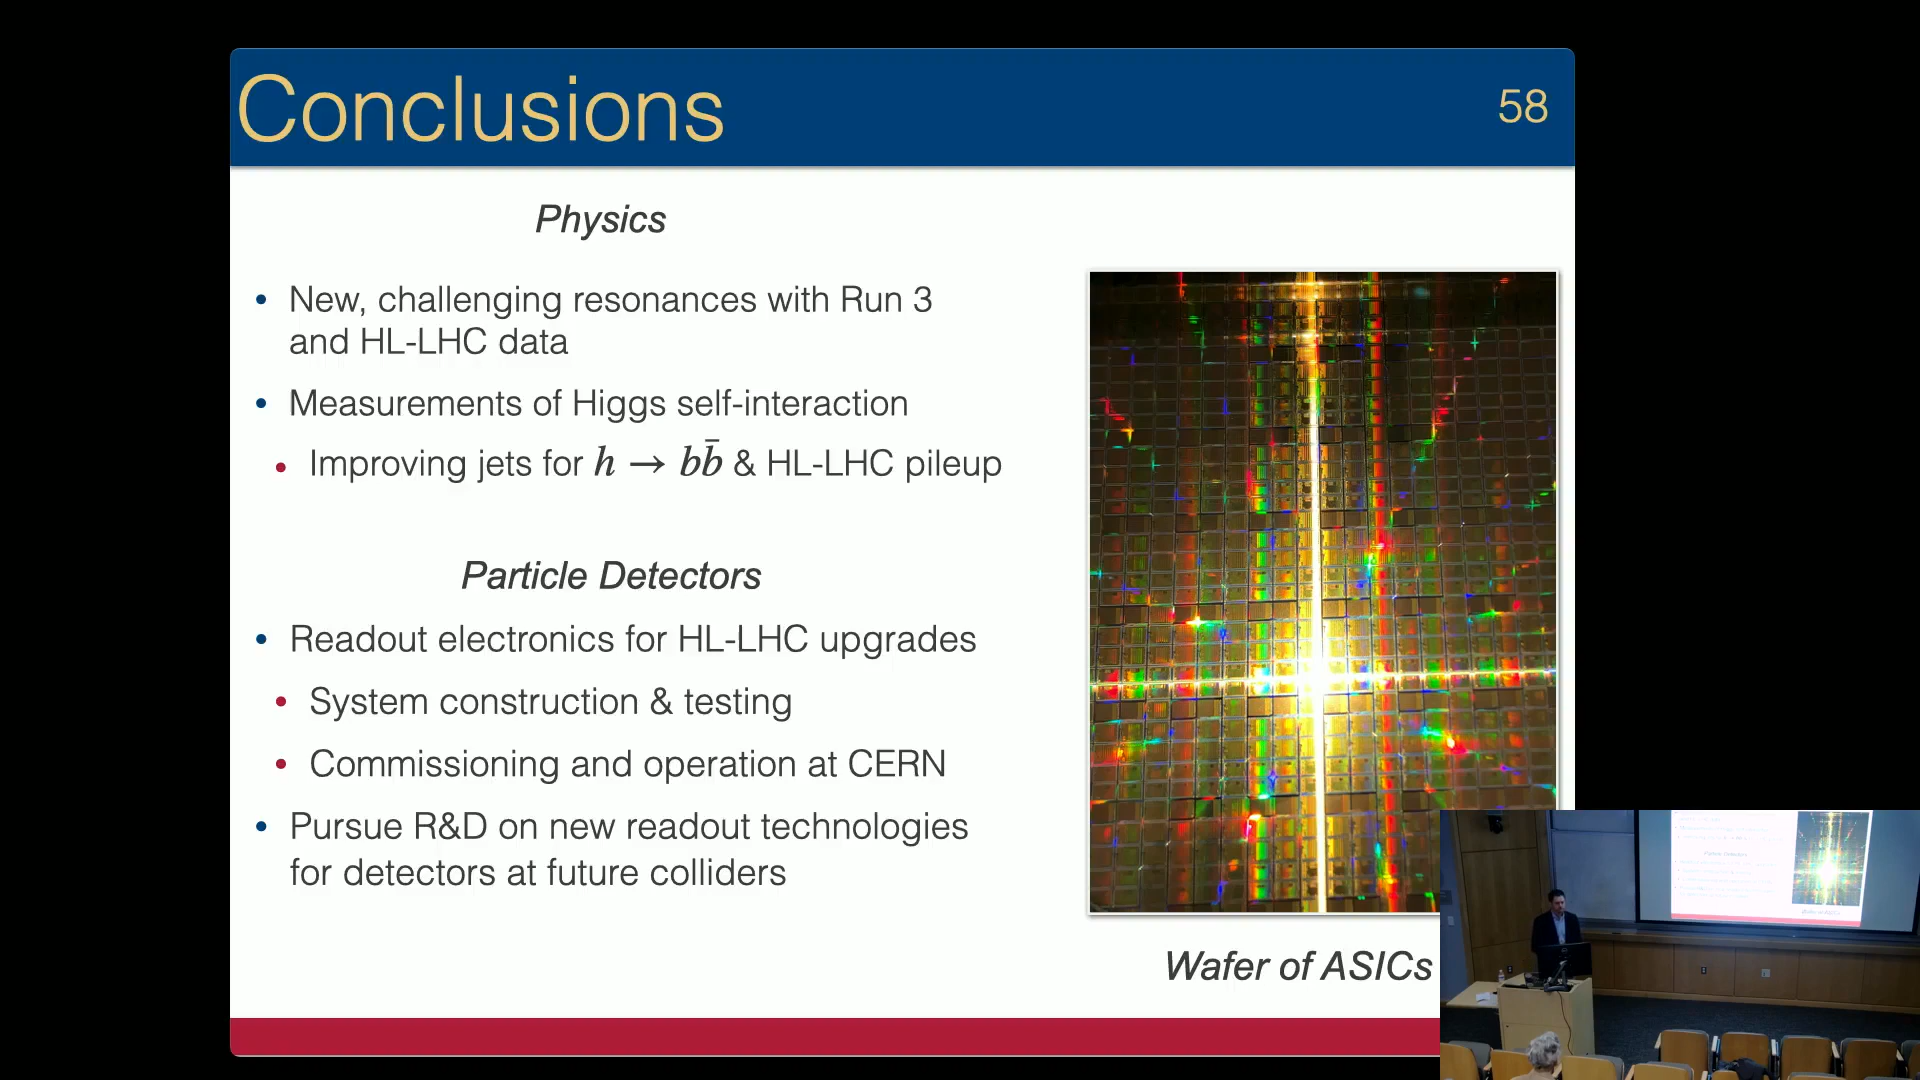 Conclusions
58
Physics
• New, challenging resonances with Run 3
and HL-LHC data
• Measurements of Higgs self-interaction
• Improving jets for h → bb̄ & HL-LHC pileup
Particle Detectors
• Readout electronics for HL-LHC upgrades
• System construction & testing
• Commissioning and operation at CERN
• Pursue R&D on new readout technologies
for detectors at future colliders
Wafer of ASICs